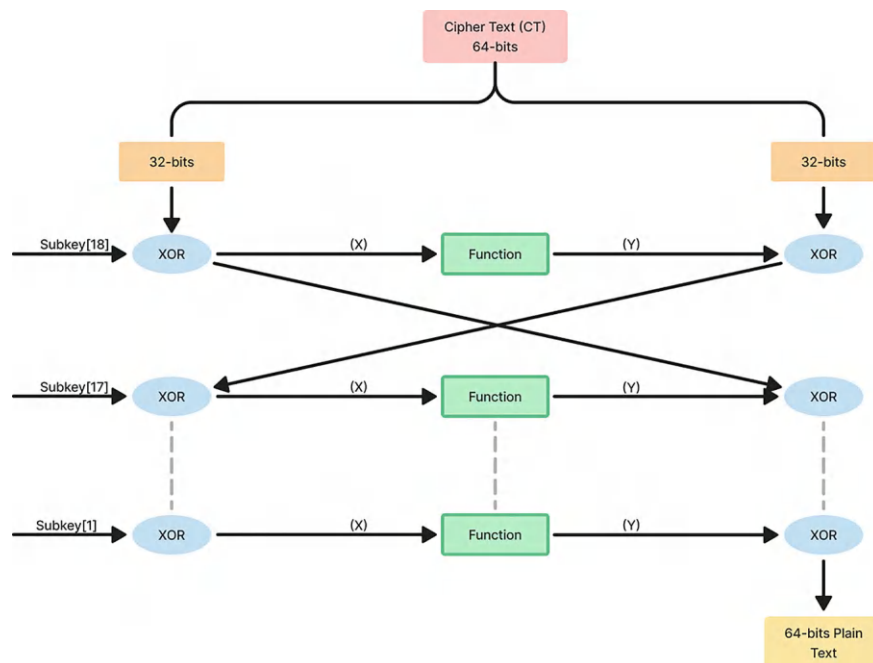 Cipher Text (CT)
64-bits
32-bits
32-bits
Subkey[18]
XOR
(X)
Function
(Y)
XOR
Subkey[17]
XOR
(X)
Function
(Y)
XOR
Subkey[1]
XOR
(X)
Function
(Y)
XOR
64-bits Plain
Text